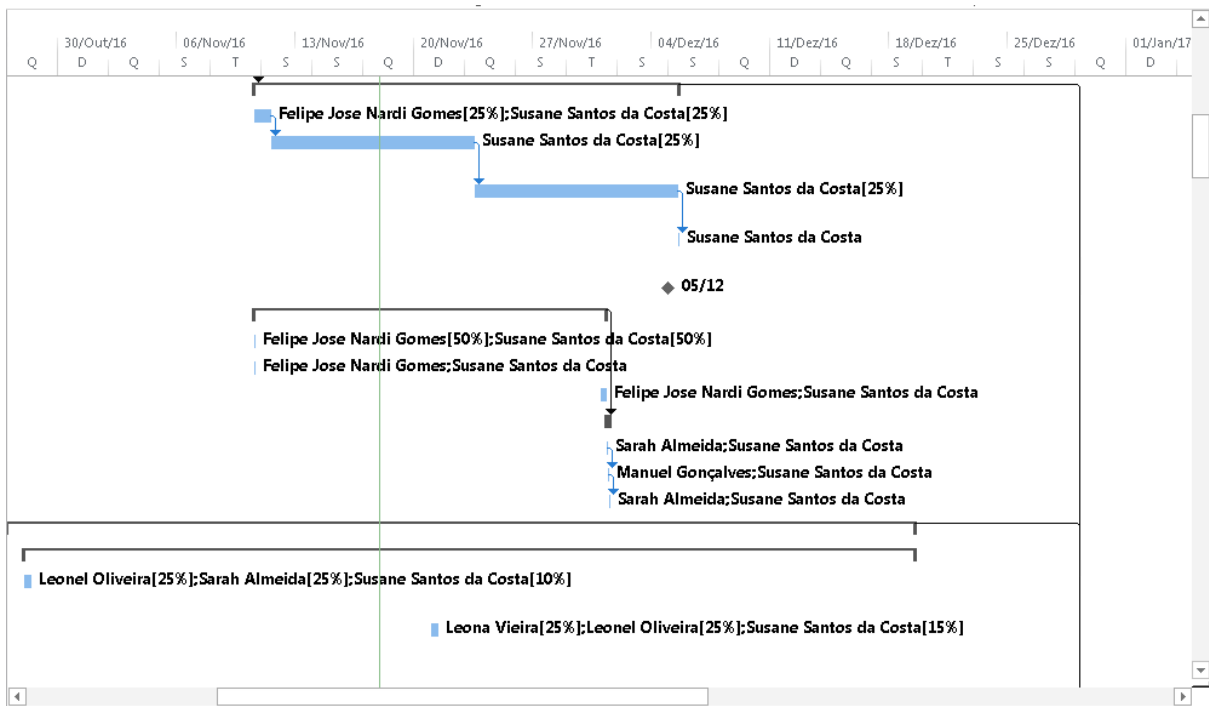 30/Out/16 06/Nov/16 13/Nov/16 20/Nov/16 27/Nov/16 04/Dez/16 11/Dez/16 18/Dez/16 25/Dez/16 01/Jan/17
Q D Q S T S S Q D Q S T S S D Q S T S S Q D
Felipe Jose Nardi Gomes[25%];Susane Santos da Costa[25%]
Susane Santos da Costa[25%]
Susane Santos da Costa[25%]
Susane Santos da Costa
05/12
Felipe Jose Nardi Gomes[50%];Susane Santos da Costa[50%]
Felipe Jose Nardi Gomes;Susane Santos da Costa
Felipe Jose Nardi Gomes;Susane Santos da Costa
Sarah Almeida;Susane Santos da Costa
Manuel Gonçalves;Susane Santos da Costa
Sarah Almeida;Susane Santos da Costa
Leonel Oliveira[25%];Sarah Almeida[25%];Susane Santos da Costa[10%]
Leona Vieira[25%];Leonel Oliveira[25%];Susane Santos da Costa[15%]